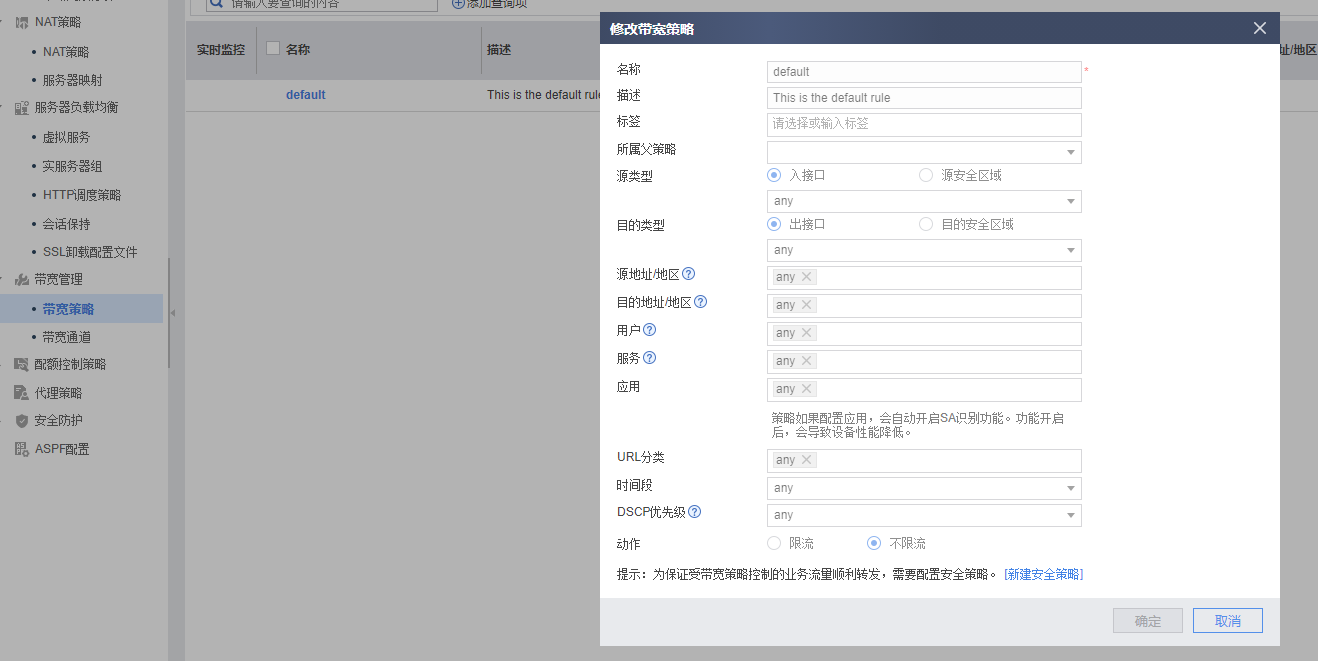 请输入要查询的内容
添加查询项
NAT策略
NAT策略
服务器映射
服务器负载均衡
虚拟服务
实服务器组
HTTP调度策略
会话保持
SSL卸载配置文件
带宽管理
带宽策略
带宽通道
配额控制策略
代理策略
安全防护
ASPF配置
实时监控 名称 描述
址/地区
default This is the default rule
修改带宽策略
名称 default *
描述 This is the default rule
标签 请选择或输入标签
所属父策略
源类型 入接口 源安全区域
any
目的类型 出接口 目的安全区域
any
源地址/地区 any
目的地址/地区 any
用户 any
服务 any
应用 any
策略如果配置应用，会自动开启SA识别功能。功能开启
后，会导致设备性能降低。
URL分类 any
时间段 any
DSCP优先级 any
动作 限流 不限流
提示：为保证受带宽策略控制的业务流量顺利转发，需要配置安全策略。 [新建安全策略]
确定 取消